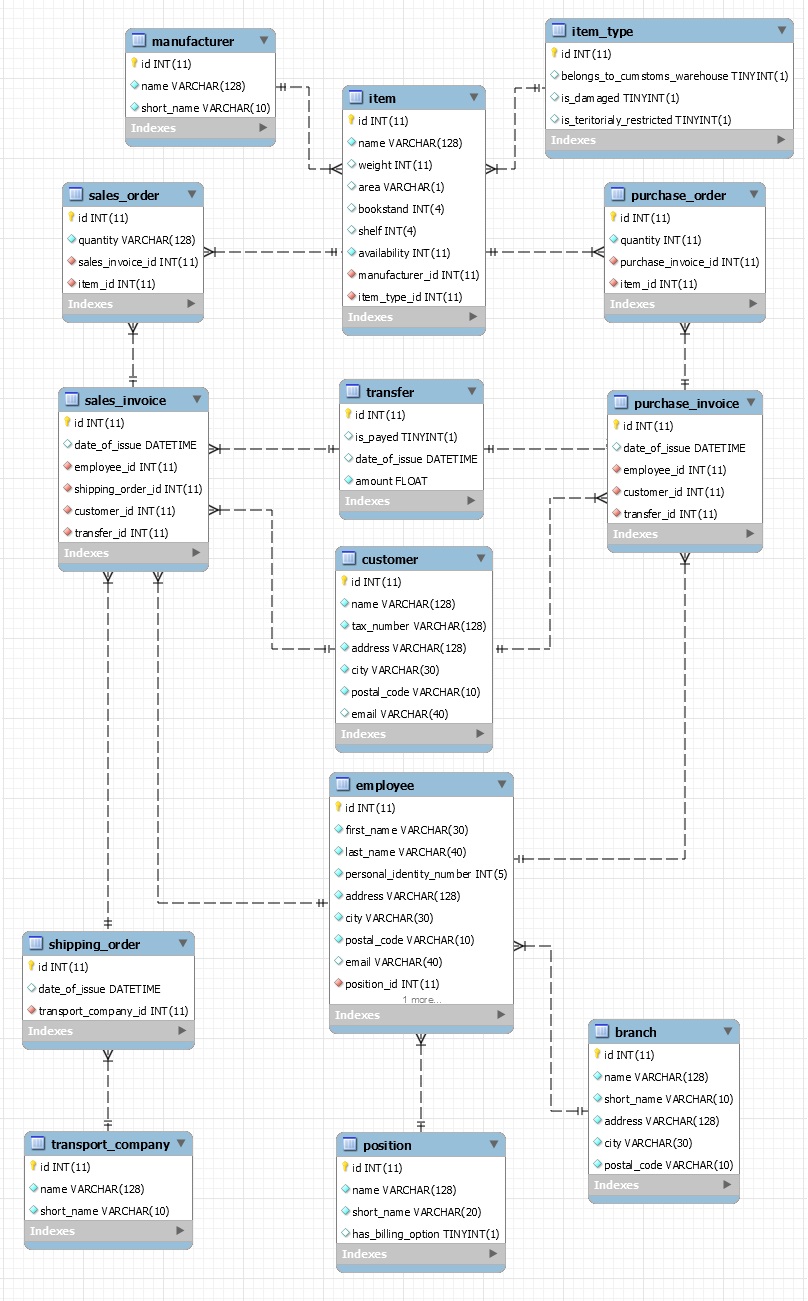 manufacturer
id INT(11)
name VARCHAR(128)
short_name VARCHAR(10)
Indexes
item_type
id INT(11)
belongs_to_cumstoms_warehouse TINYINT(1)
is_damaged TINYINT(1)
is_teritorialy_restricted TINYINT(1)
Indexes
item
id INT(11)
name VARCHAR(128)
weight INT(11)
area VARCHAR(1)
bookstand INT(4)
shelf INT(4)
availability INT(11)
manufacturer_id INT(11)
item_type_id INT(11)
Indexes
sales_order
id INT(11)
quantity VARCHAR(128)
sales_invoice_id INT(11)
item_id INT(11)
Indexes
purchase_order
id INT(11)
quantity INT(11)
purchase_invoice_id INT(11)
item_id INT(11)
Indexes
sales_invoice
id INT(11)
date_of_issue DATETIME
employee_id INT(11)
shipping_order_id INT(11)
customer_id INT(11)
transfer_id INT(11)
Indexes
transfer
id INT(11)
is_payed TINYINT(1)
date_of_issue DATETIME
amount FLOAT
Indexes
purchase_invoice
id INT(11)
date_of_issue DATETIME
employee_id INT(11)
customer_id INT(11)
transfer_id INT(11)
Indexes
customer
id INT(11)
name VARCHAR(128)
tax_number VARCHAR(128)
address VARCHAR(128)
city VARCHAR(30)
postal_code VARCHAR(10)
email VARCHAR(40)
Indexes
employee
id INT(11)
first_name VARCHAR(30)
last_name VARCHAR(40)
personal_identity_number INT(5)
address VARCHAR(128)
city VARCHAR(30)
postal_code VARCHAR(10)
email VARCHAR(40)
position_id INT(11)
1 more...
Indexes
shipping_order
id INT(11)
date_of_issue DATETIME
transport_company_id INT(11)
Indexes
branch
id INT(11)
name VARCHAR(128)
short_name VARCHAR(10)
address VARCHAR(128)
city VARCHAR(30)
postal_code VARCHAR(10)
Indexes
transport_company
id INT(11)
name VARCHAR(128)
short_name VARCHAR(10)
Indexes
position
id INT(11)
name VARCHAR(128)
short_name VARCHAR(20)
has_billing_option TINYINT(1)
Indexes